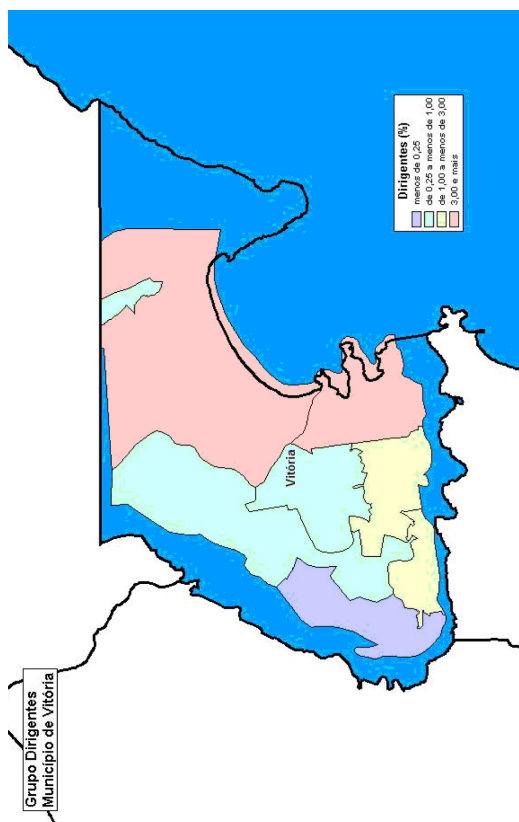 Grupo Dirigentes
Município de Vitória
Vitória
Dirigentes (%)
menos de 0,25
de 0,25 a menos de 1,00
de 1,00 a menos de 3,00
3,00 e mais